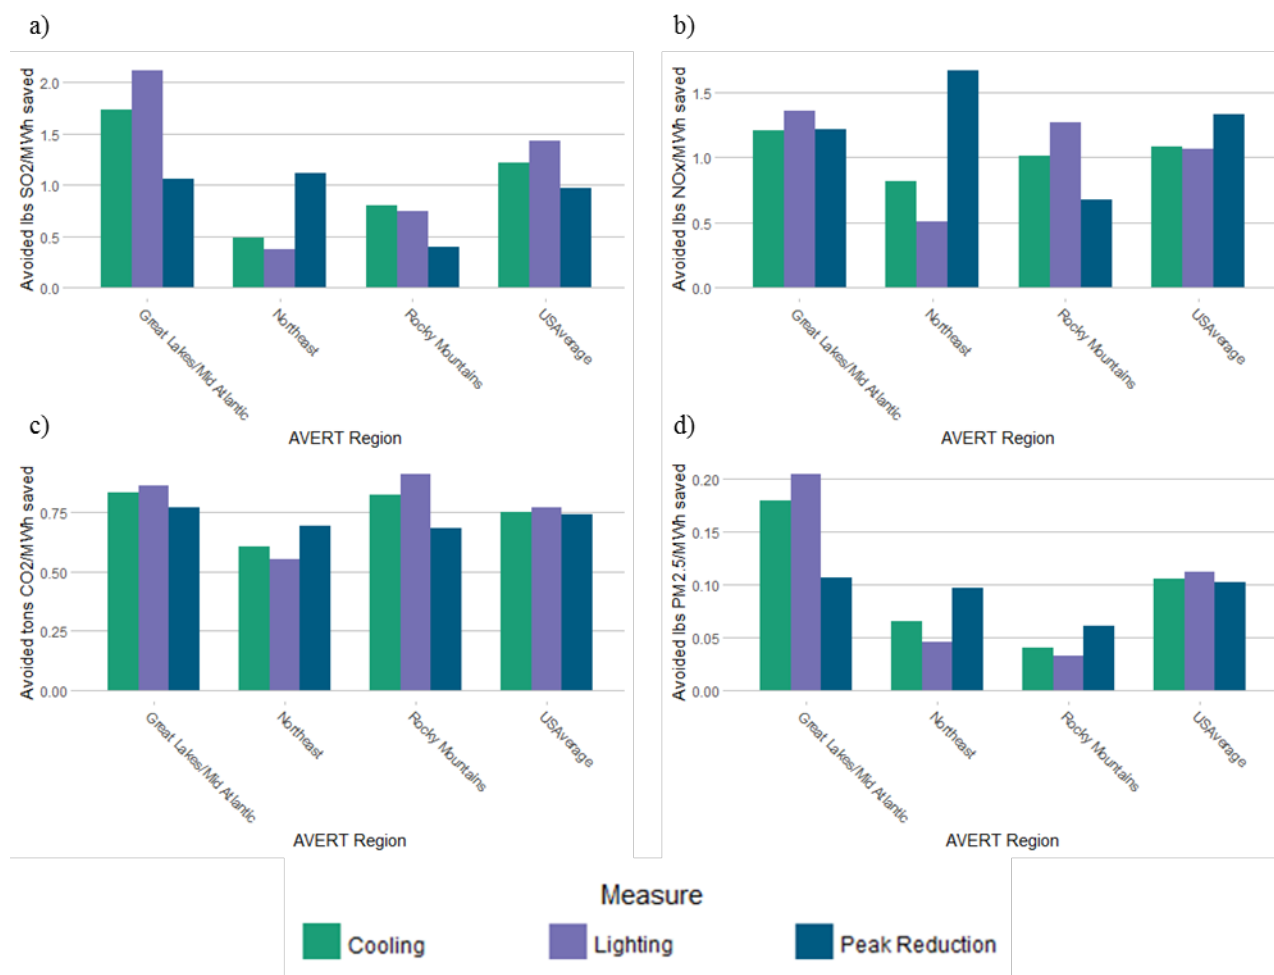 a)
Avoided lbs SO2/MWh saved
2.0
1.5
1.0
0.5
0.0
Great Lakes/Mid Atlantic
Northeast
Rocky Mountains
USAverage
AVERT Region
b)
Avoided lbs NOx/MWh saved
1.5
1.0
0.5
0.0
Great Lakes/Mid Atlantic
Northeast
Rocky Mountains
USAverage
AVERT Region
c)
Avoided tons CO2/MWh saved
0.75
0.50
0.25
0.00
Great Lakes/Mid Atlantic
Northeast
Rocky Mountains
USAverage
AVERT Region
d)
Avoided lbs PM2.5/MWh saved
0.20
0.15
0.10
0.05
0.00
Great Lakes/Mid Atlantic
Northeast
Rocky Mountains
USAverage
AVERT Region
Measure
Cooling
Lighting
Peak Reduction